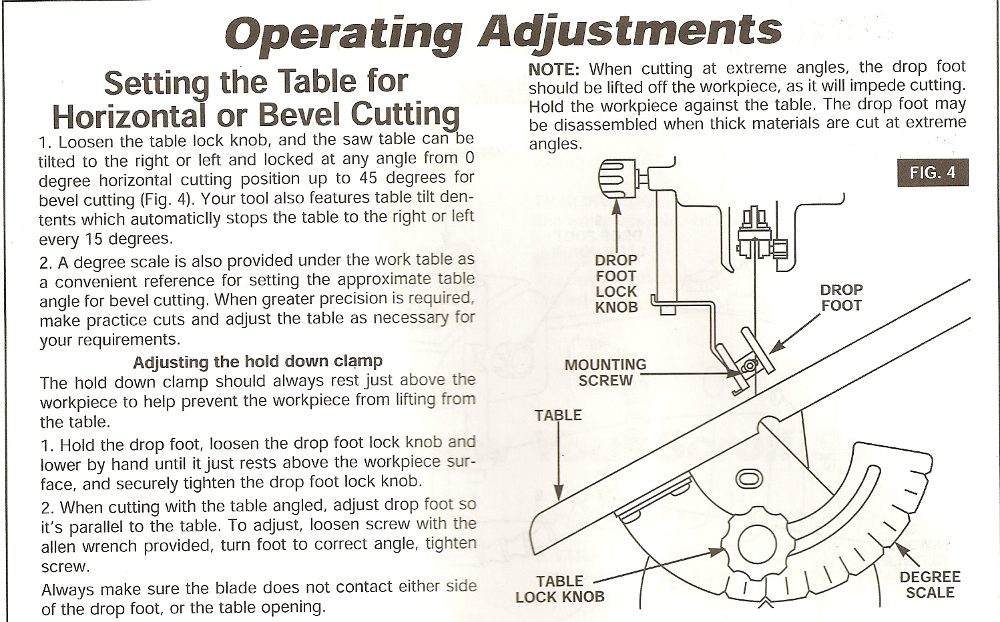 Operating Adjustments
Setting the Table for
Horizontal or Bevel Cutting
1. Loosen the table lock knob, and the saw table can be
tilted to the right or left and locked at any angle from 0
degree horizontal cutting position up to 45 degrees for
bevel cutting (Fig. 4). Your tool also features table tilt den-
tents which automaticlly stops the table to the right or left
every 15 degrees.
2. A degree scale is also provided under the work table as
a convenient reference for setting the approximate table
angle for bevel cutting. When greater precision is required,
make practice cuts and adjust the table as necessary for
your requirements.
Adjusting the hold down clamp
The hold down clamp should always rest just above the
workpiece to help prevent the workpiece from lifting from
the table.
1. Hold the drop foot, loosen the drop foot lock knob and
lower by hand until it just rests above the workpiece sur-
face, and securely tighten the drop foot lock knob.
2. When cutting with the table angled, adjust drop foot so
it's parallel to the table. To adjust, loosen screw with the
allen wrench provided, turn foot to correct angle, tighten
screw.
Always make sure the blade does not contact either side
of the drop foot, or the table opening.
NOTE: When cutting at extreme angles, the drop foot
should be lifted off the workpiece, as it will impede cutting.
Hold the workpiece against the table. The drop foot may
be disassembled when thick materials are cut at extreme
angles.
FIG. 4
DROP
FOOT
LOCK
KNOB
DROP
FOOT
MOUNTING
SCREW
TABLE
TABLE
LOCK KNOB
DEGREE
SCALE